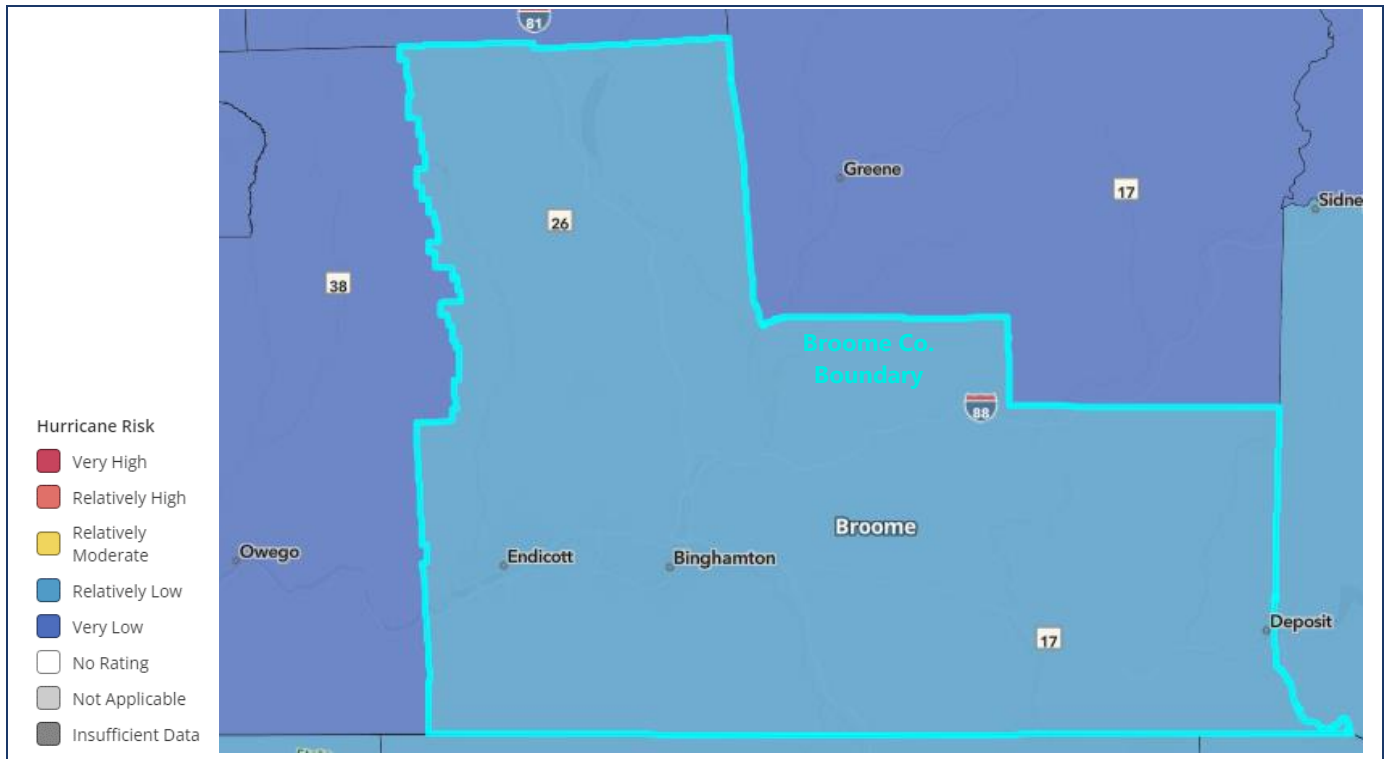 81
Greene
17
Sidne
26
38
Broome Co.
Boundary
88
Hurricane Risk
Very High
Relatively High
Relatively
Moderate
Relatively Low
Very Low
No Rating
Not Applicable
Insufficient Data
Broome
Owego
Endicott
Binghamton
Deposit
17